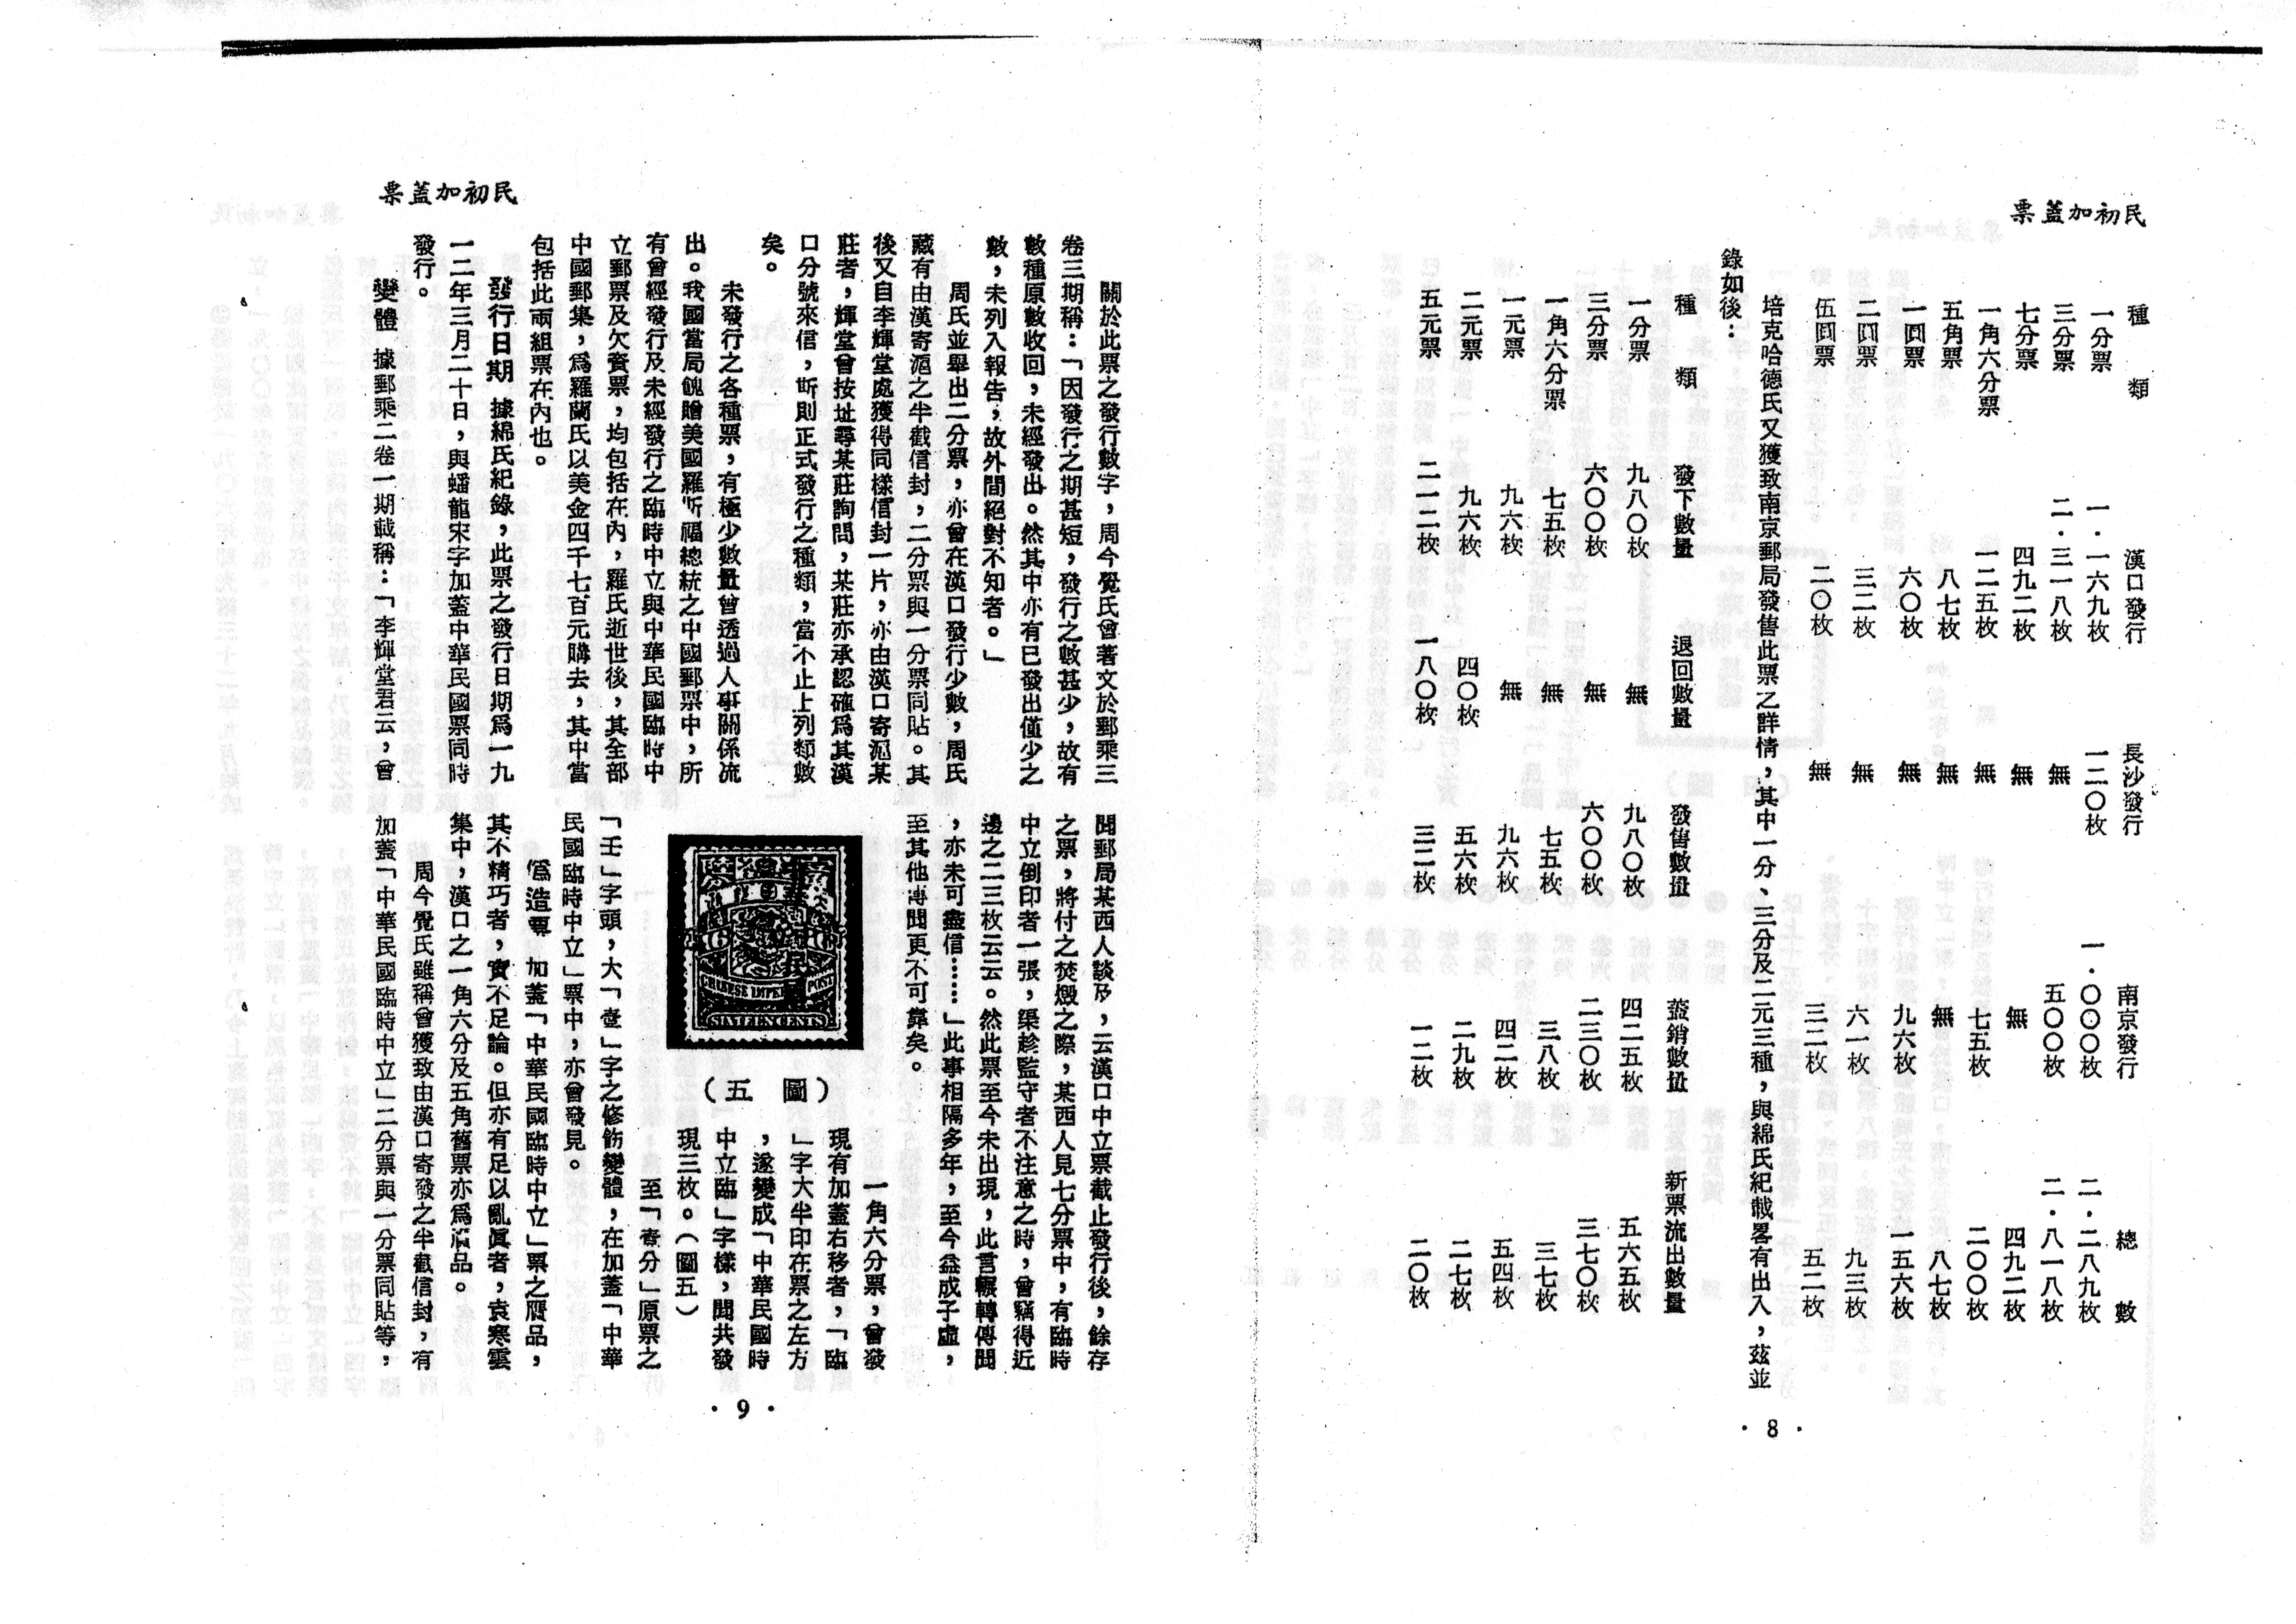 民初加蓋票
種類　漢口發行　長沙發行　南京發行　總數
一分票　一．一六九枚　一二〇枚　一．〇〇〇枚　二．二八九枚
三分票　二．三一八枚　無　五〇〇枚　二．八一八枚
七分票　四九二枚　無　無　四九二枚
一角六分票　一二五枚　無　七五枚　二〇〇枚
五角票　八七枚　無　無　八七枚
一圓票　六〇枚　無　九六枚　一五六枚
二圓票　三二枚　無　六一枚　九三枚
伍圓票　二〇枚　無　三二枚　五二枚
培克哈德氏又獲致南京郵局發售此票之詳情，其中一分、三分及二元三種，與綿氏紀載畧有出入，茲並
錄如後：
種類　發下數量　退回數量　發售數量　蓋銷數量　新票流出數量
一分票　九八〇枚　無　九八〇枚　四二五枚　五六五枚
三分票　六〇〇枚　無　六〇〇枚　二三〇枚　三七〇枚
一角六分票　七五枚　無　七五枚　三八枚　三七枚
一元票　九六枚　無　九六枚　四二枚　五四枚
二元票　九六枚　四〇枚　五六枚　二九枚　二七枚
五元票　二一二枚　一八〇枚　三二枚　一二枚　二〇枚
· 8 ·
民初加蓋票
關於此票之發行數字，周今覺氏曾著文於郵乘三
卷三期稱：「因發行之期甚短，發行之數甚少，故有
數種原數收回，未經發出。然其中亦有已發出僅少之
數，未列入報告，故外間絕對不知者。」
周氏並舉出二分票，亦曾在漢口發行少數，周氏
藏有由漢寄滬之半截信封，二分票與一分票同貼。其
後又自李輝堂處獲得同樣信封一片，亦由漢口寄滬某
莊者，輝堂曾按址尋某莊詢問，某莊亦承認確爲其漢
口分號來信，斯則正式發行之種類，當不止上列類數
矣。
未發行之各種票，有極少數量曾透過人事關係流
出。我國當局餽贈美國羅斯福總統之中國郵票中，所
有曾經發行及未經發行之臨時中立與中華民國臨時中
立郵票及欠資票，均包括在內，羅氏逝世後，其全部
中國郵集，爲羅蘭氏以美金四千七百元購去，其中當
包括此兩組票在內也。
發行日期　據綿氏紀錄，此票之發行日期爲一九
一二年三月二十日，與蟠龍宋字加蓋中華民國票同時
發行。
變體　據郵乘二卷一期載稱：「李輝堂君云，曾
聞郵局某西人談及，云漢口中立票截止發行後，餘存
之票，將付之焚燬之際，某西人見七分票中，有臨時
中立倒印者一張，渠趁監守者不注意之時，曾竊得近
邊之二三枚云云。然此票至今未出現，此言輾轉傳聞
，亦未可盡信……」此事相隔多年，至今益成子虛，
至其他傳聞更不可靠矣。
CHINESE IMPERIAL POST
SIXTEEN CENTS
（圖五）
一角六分票，曾發
現有加蓋右移者，「臨
」字大半印在票之左方
，遂變成「中華民國時
中立臨」字樣，聞共發
現三枚。（圖五）
至「壹分」原票之
「壬」字頭，大「壹」字之修飾變體，在加蓋「中華
民國臨時中立」票中，亦曾發見。
僞造票　加蓋「中華民國臨時中立」票之贋品，
其不精巧者，實不足論。但亦有足以亂眞者，袁寒雲
集中，漢口之一角六分及五角舊票亦爲贋品。
周今覺氏雖稱曾獲致由漢口寄發之半截信封，有
加蓋「中華民國臨時中立」二分票與一分票同貼等，
· 9 ·